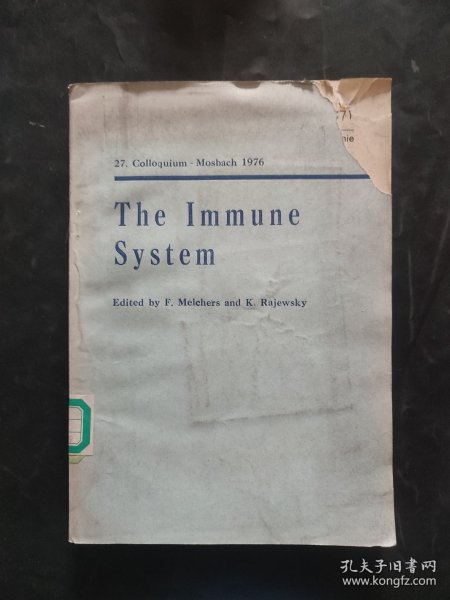 27. Colloquium - Mosbach 1976
The Immune
System
Edited by F. Melchers and K. Rajewsky
孔夫子旧书网
www.kongfz.com